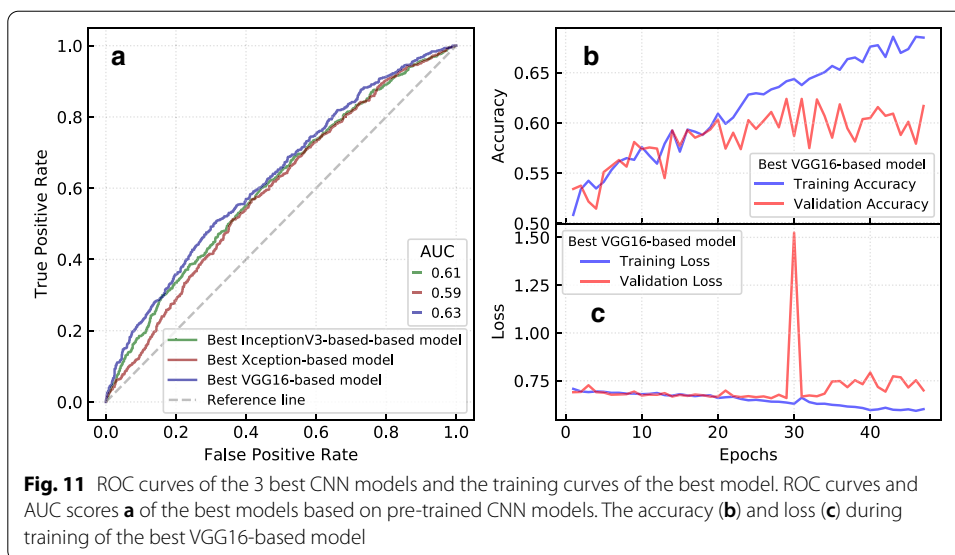 a
True Positive Rate
1.0
0.8
0.6
0.4
0.2
0.0
AUC
0.61
0.59
0.63
Best InceptionV3-based-based model
Best Xception-based model
Best VGG16-based model
Reference line
0.0 0.2 0.4 0.6 0.8 1.0
False Positive Rate
b
Accuracy
0.65
0.60
0.55
0.50
Best VGG16-based model
Training Accuracy
Validation Accuracy
c
Loss
1.50
1.25
1.00
0.75
Best VGG16-based model
Training Loss
Validation Loss
0 10 20 30 40
Epochs
Fig. 11 ROC curves of the 3 best CNN models and the training curves of the best model. ROC curves and
AUC scores a of the best models based on pre-trained CNN models. The accuracy (b) and loss (c) during
training of the best VGG16-based model